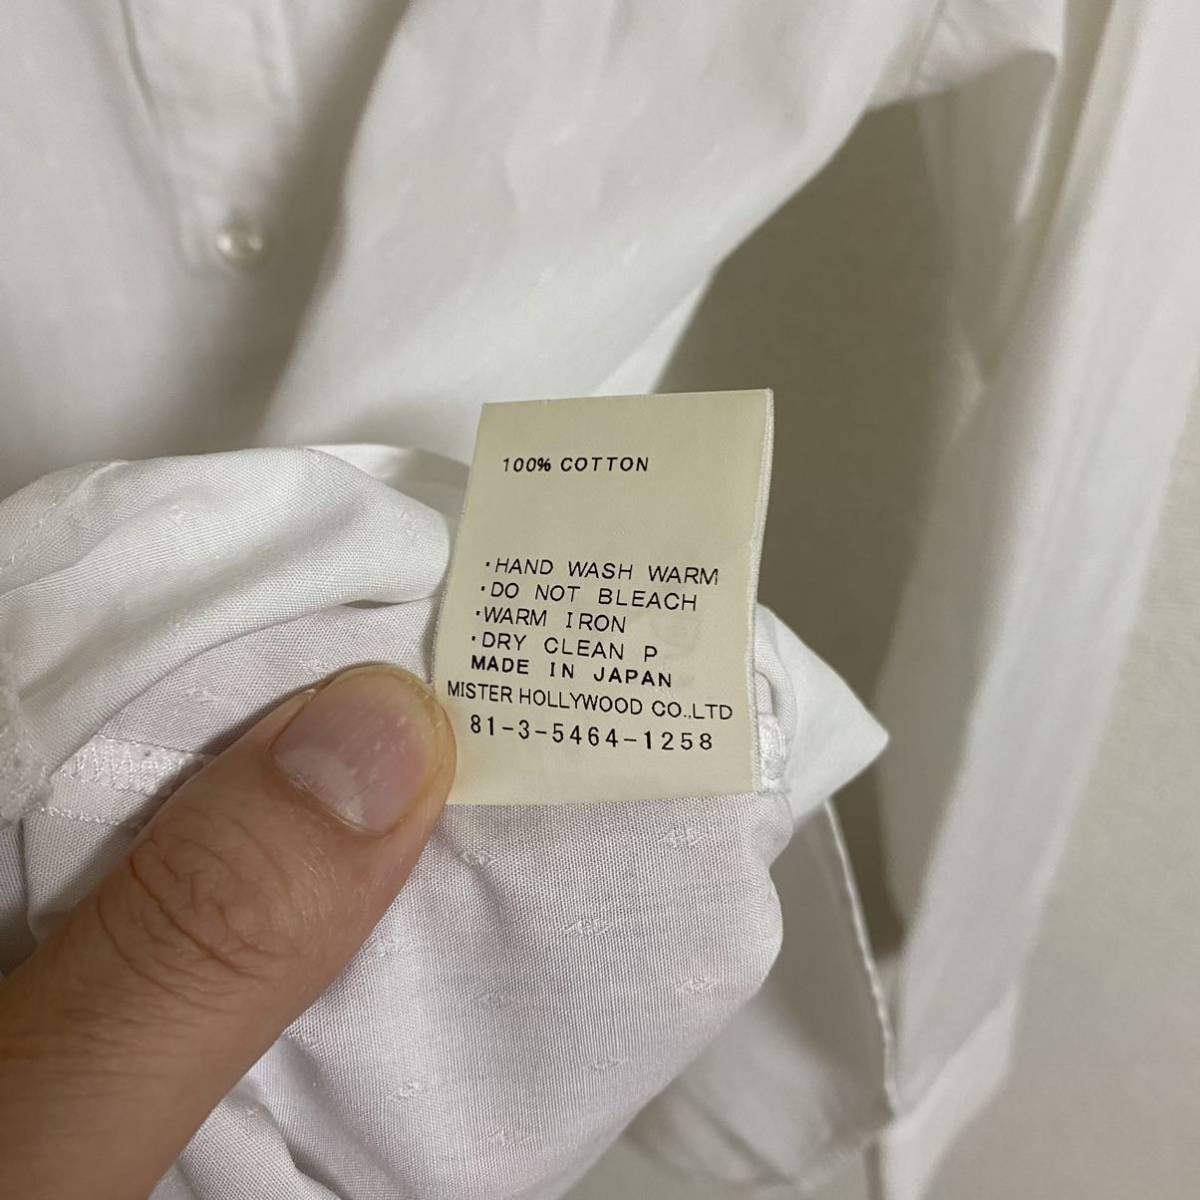 100% COTTON
·HAND WASH WARM
·DO NOT BLEACH
·WARM IRON
·DRY CLEAN P
MADE IN JAPAN
MISTER HOLLYWOOD CO.,LTD
81-3-5464-1258